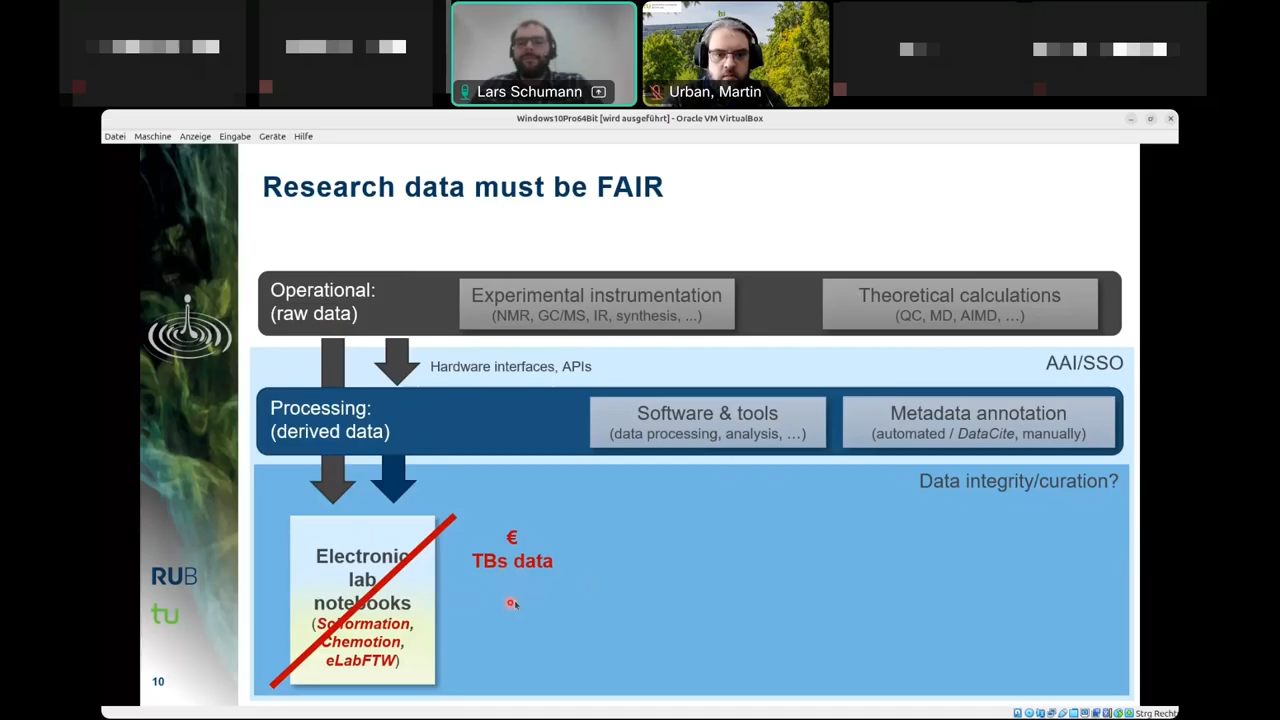 Lars Schumann
Urban, Martin
Windows10Pro64Bit [wird ausgeführt] - Oracle VM VirtualBox
Datei Maschine Anzeige Eingabe Geräte Hilfe
Research data must be FAIR
Operational:
(raw data)
Experimental instrumentation
(NMR, GC/MS, IR, synthesis, ...)
Theoretical calculations
(QC, MD, AIMD, …)
Hardware interfaces, APIs
AAI/SSO
Processing:
(derived data)
Software & tools
(data processing, analysis, …)
Metadata annotation
(automated / DataCite, manually)
Data integrity/curation?
Electronic
lab
notebooks
(Sciformation,
Chemotion,
eLabFTW)
€
TBs data
RUB
tu
10
Strg Recht